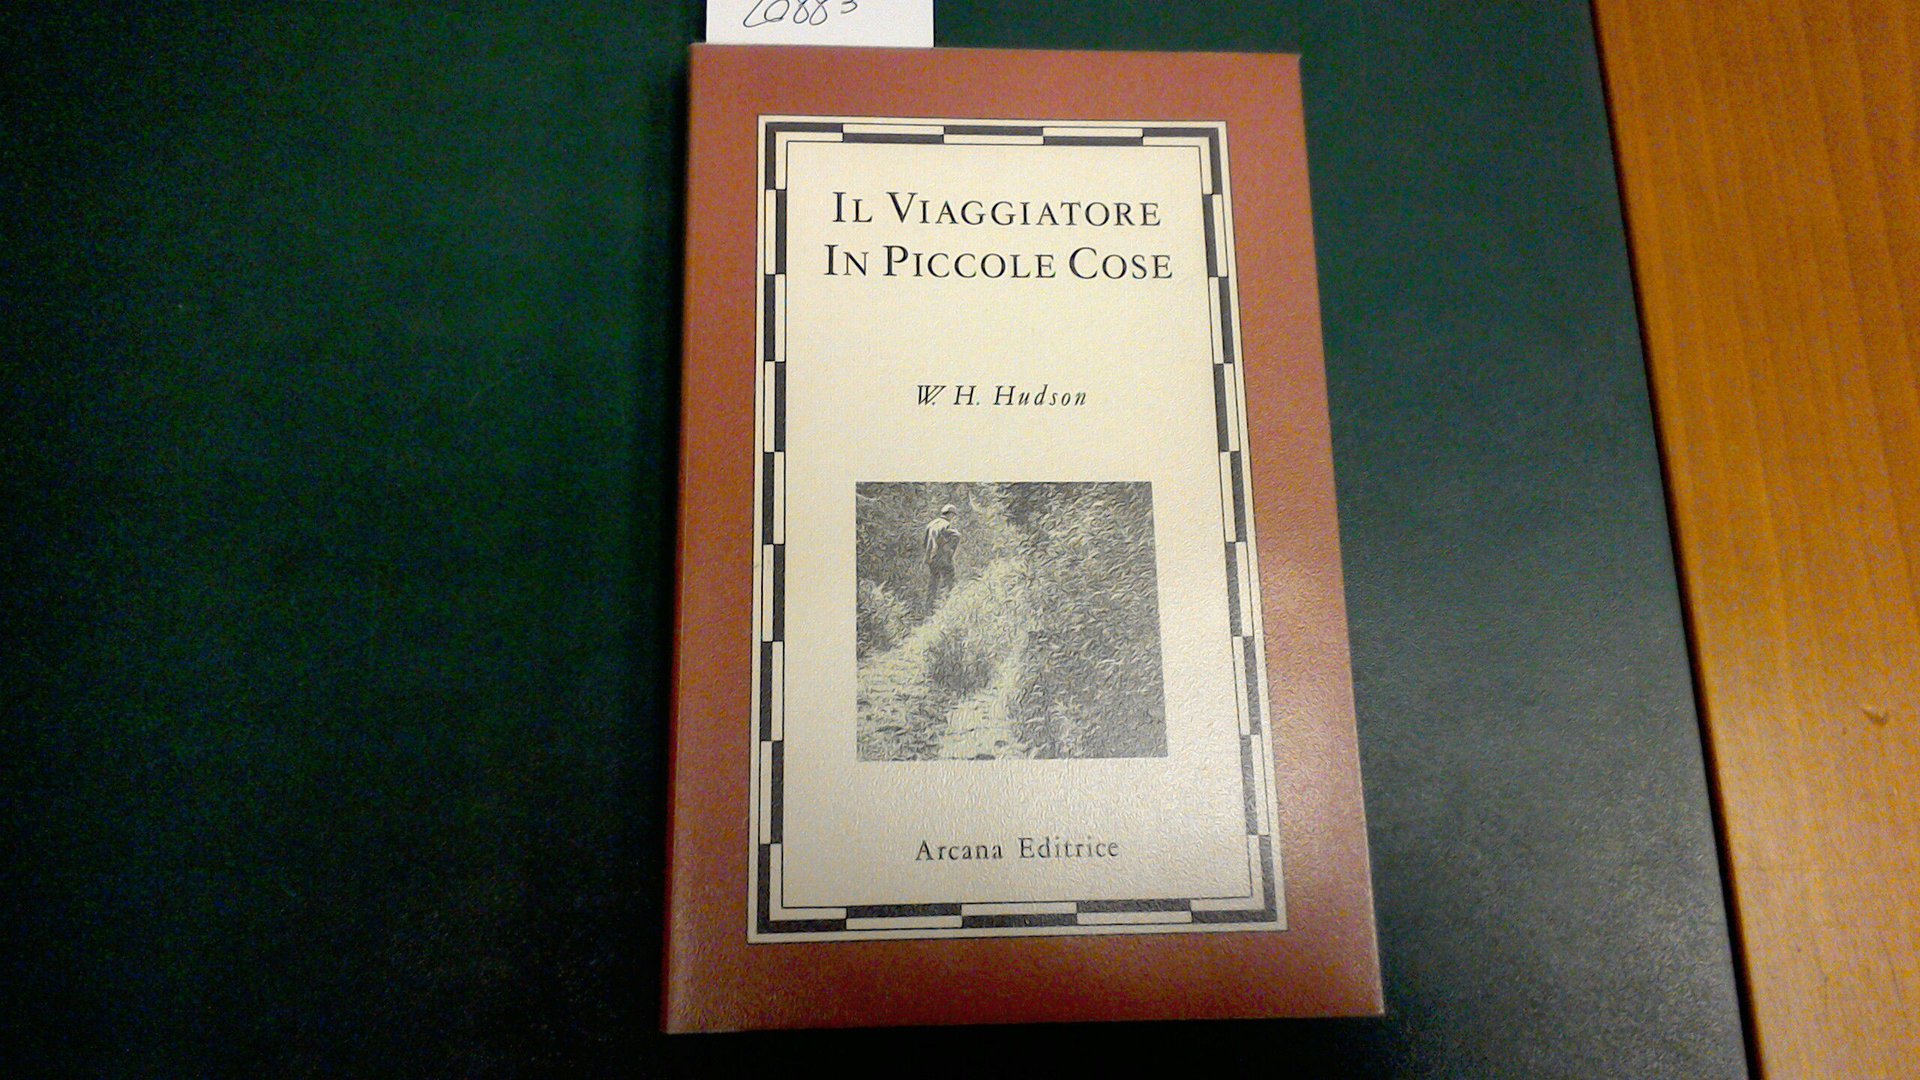 IL VIAGGIATORE
IN PICCOLE COSE
W. H. Hudson
Arcana Editrice